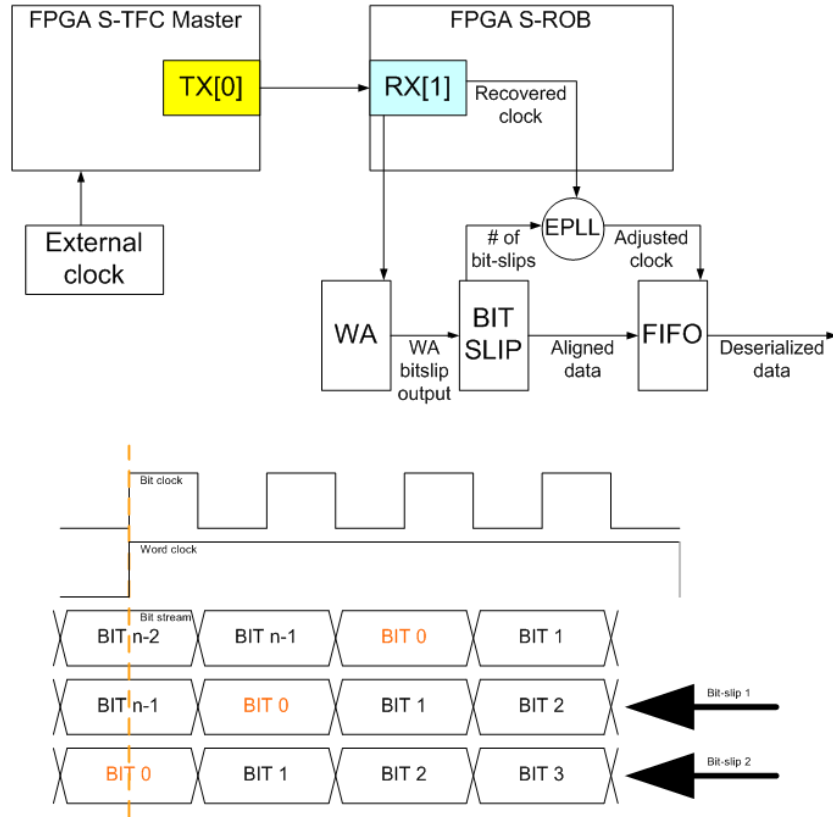 FPGA S-TFC Master
FPGA S-ROB
TX[0]
RX[1]
Recovered
clock
External
clock
# of
bit-slips
EPLL
Adjusted
clock
WA
WA
bitslip
output
BIT
SLIP
Aligned
data
FIFO
Deserialized
data
Bit clock
Word clock
Bit stream
BIT n-2
BIT n-1
BIT 0
BIT 1
BIT n-1
BIT 0
BIT 1
BIT 2
Bit-slip 1
BIT 0
BIT 1
BIT 2
BIT 3
Bit-slip 2